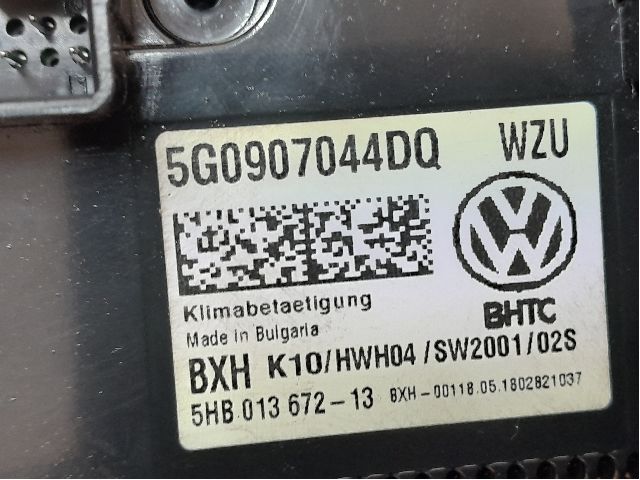 5G0907044DQ WZU
Klimabetaetigung
BHTC
Made in Bulgaria
BXH K10/HWH04/SW2001/02S
5HB 013 672-13 BXH-00118.05.1802821037